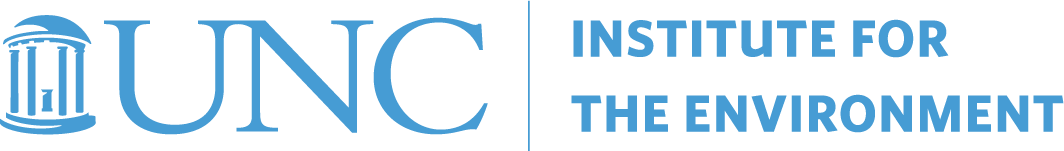 UNC
INSTITUTE FOR
THE ENVIRONMENT